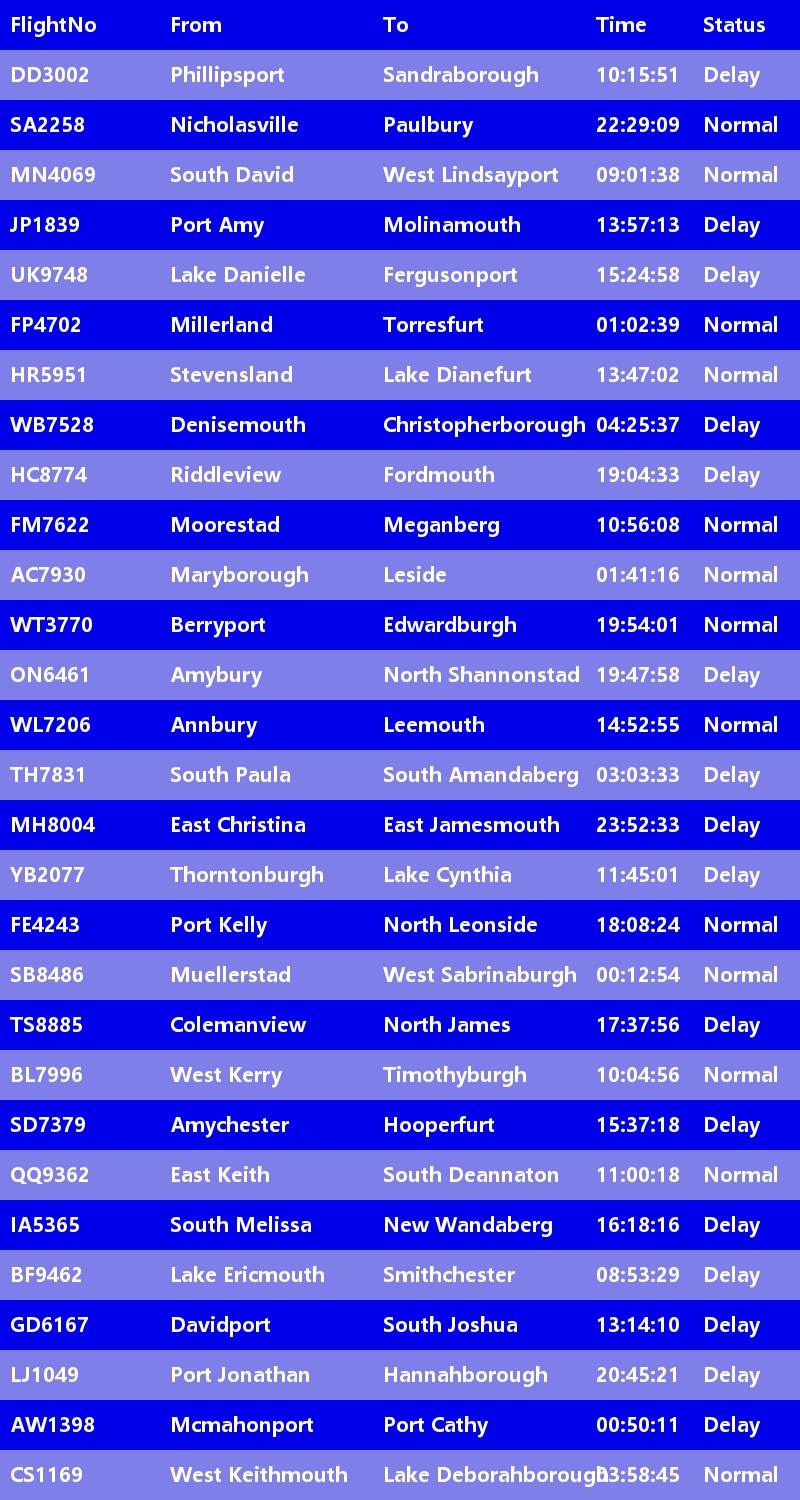 FlightNo From To Time Status
DD3002 Phillipsport Sandraborough 10:15:51 Delay
SA2258 Nicholasville Paulbury 22:29:09 Normal
MN4069 South David West Lindsayport 09:01:38 Normal
JP1839 Port Amy Molinamouth 13:57:13 Delay
UK9748 Lake Danielle Fergusonport 15:24:58 Delay
FP4702 Millerland Torresfurt 01:02:39 Normal
HR5951 Stevensland Lake Dianefurt 13:47:02 Normal
WB7528 Denisemouth Christopherborough 04:25:37 Delay
HC8774 Riddleview Fordmouth 19:04:33 Delay
FM7622 Moorestad Meganberg 10:56:08 Normal
AC7930 Maryborough Leside 01:41:16 Normal
WT3770 Berryport Edwardburgh 19:54:01 Normal
ON6461 Amybury North Shannonstad 19:47:58 Delay
WL7206 Annbury Leemouth 14:52:55 Normal
TH7831 South Paula South Amandaberg 03:03:33 Delay
MH8004 East Christina East Jamesmouth 23:52:33 Delay
YB2077 Thorntonburgh Lake Cynthia 11:45:01 Delay
FE4243 Port Kelly North Leonside 18:08:24 Normal
SB8486 Muellerstad West Sabrinaburgh 00:12:54 Normal
TS8885 Colemanview North James 17:37:56 Delay
BL7996 West Kerry Timothyburgh 10:04:56 Normal
SD7379 Amychester Hooperfurt 15:37:18 Delay
QQ9362 East Keith South Deannaton 11:00:18 Normal
IA5365 South Melissa New Wandaberg 16:18:16 Delay
BF9462 Lake Ericmouth Smithchester 08:53:29 Delay
GD6167 Davidport South Joshua 13:14:10 Delay
LJ1049 Port Jonathan Hannahborough 20:45:21 Delay
AW1398 Mcmahonport Port Cathy 00:50:11 Delay
CS1169 West Keithmouth Lake Deborahborough Normal